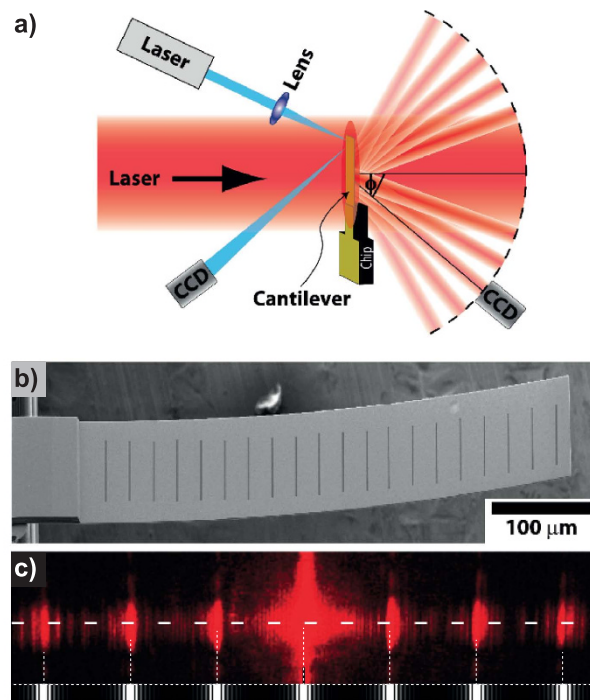 a)
Laser
Lens
Laser
ϕ
CCD
Chip
Cantilever
CCD
b)
100 μm
c)